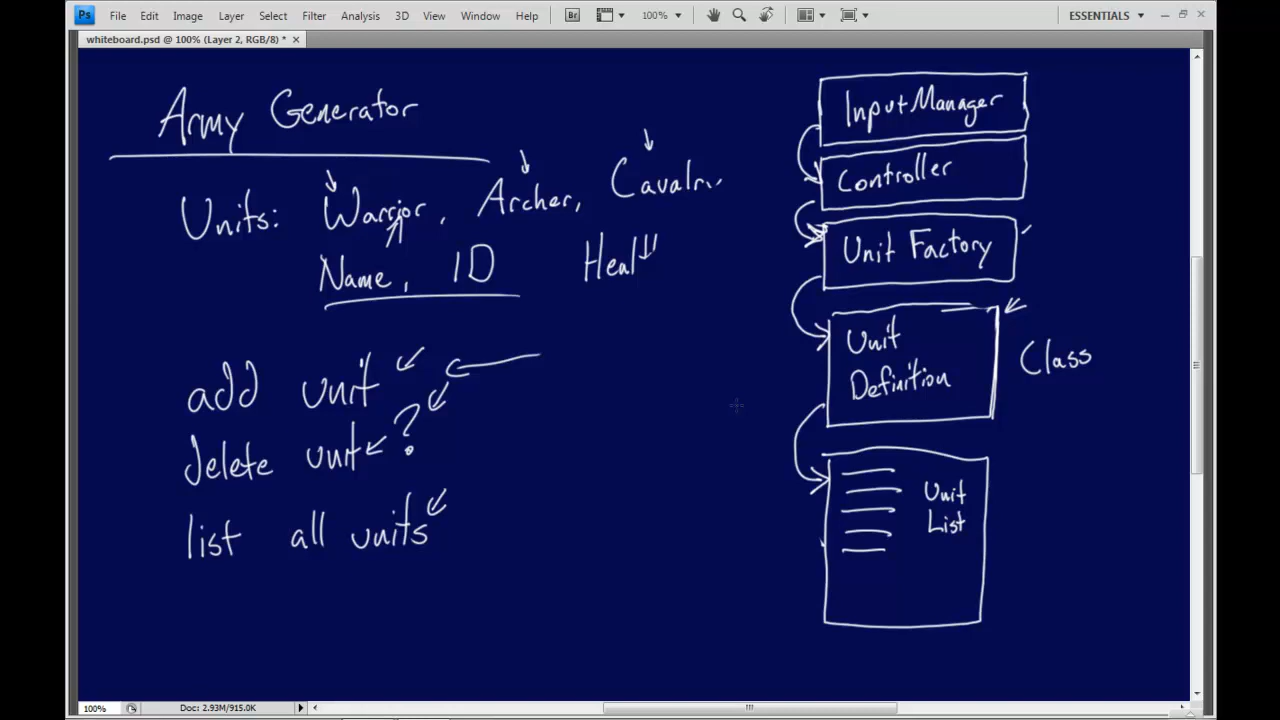 Ps File Edit Image Layer Select Filter Analysis 3D View Window Help Br 100% ESSENTIALS
whiteboard.psd @ 100% (Layer 2, RGB/8) *
Army Generator
Units: Warrior, Archer,
Name, ID
add unit
delete unit ?
list all units
InputManager
Controller
Unit Factory
Unit
Definition
Class
Unit
List
100% Doc: 2.93M/915.0K